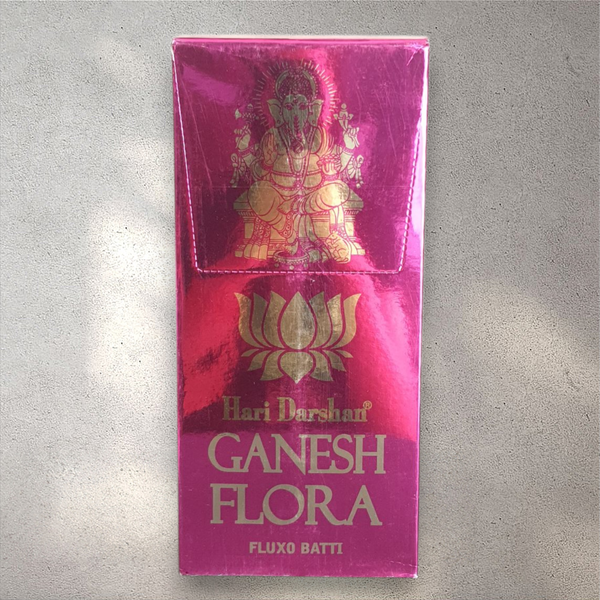 Hari Darshan®
GANESH
FLORA
FLUXO BATTI